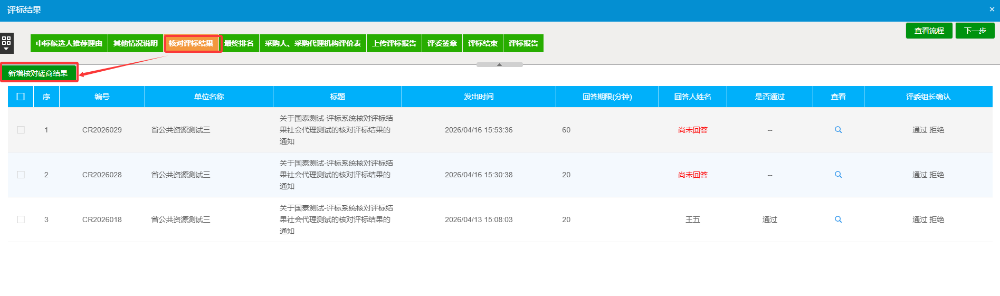 评标结果
×
查看流程 下一步
中标候选人推荐理由 其他情况说明 核对评标结果 最终排名 采购人、采购代理机构评价表 上传评标报告 评委签章 评标结束 评标报告
新增核对磋商结果
序 编号 单位名称 标题 发出时间 回答期限(分钟) 回答人姓名 是否通过 查看 评委组长确认
1 CR2026029 省公共资源测试三 关于国泰测试-评标系统核对评标结
果社会代理测试的核对评标结果的
通知 2026/04/16 15:53:36 60 尚未回答 -- 通过 拒绝
2 CR2026028 省公共资源测试三 关于国泰测试-评标系统核对评标结
果社会代理测试的核对评标结果的
通知 2026/04/16 15:30:38 20 尚未回答 -- 通过 拒绝
3 CR2026018 省公共资源测试三 关于国泰测试-评标系统核对评标结
果社会代理测试的核对评标结果的
通知 2026/04/13 15:08:03 20 王五 通过 通过 拒绝